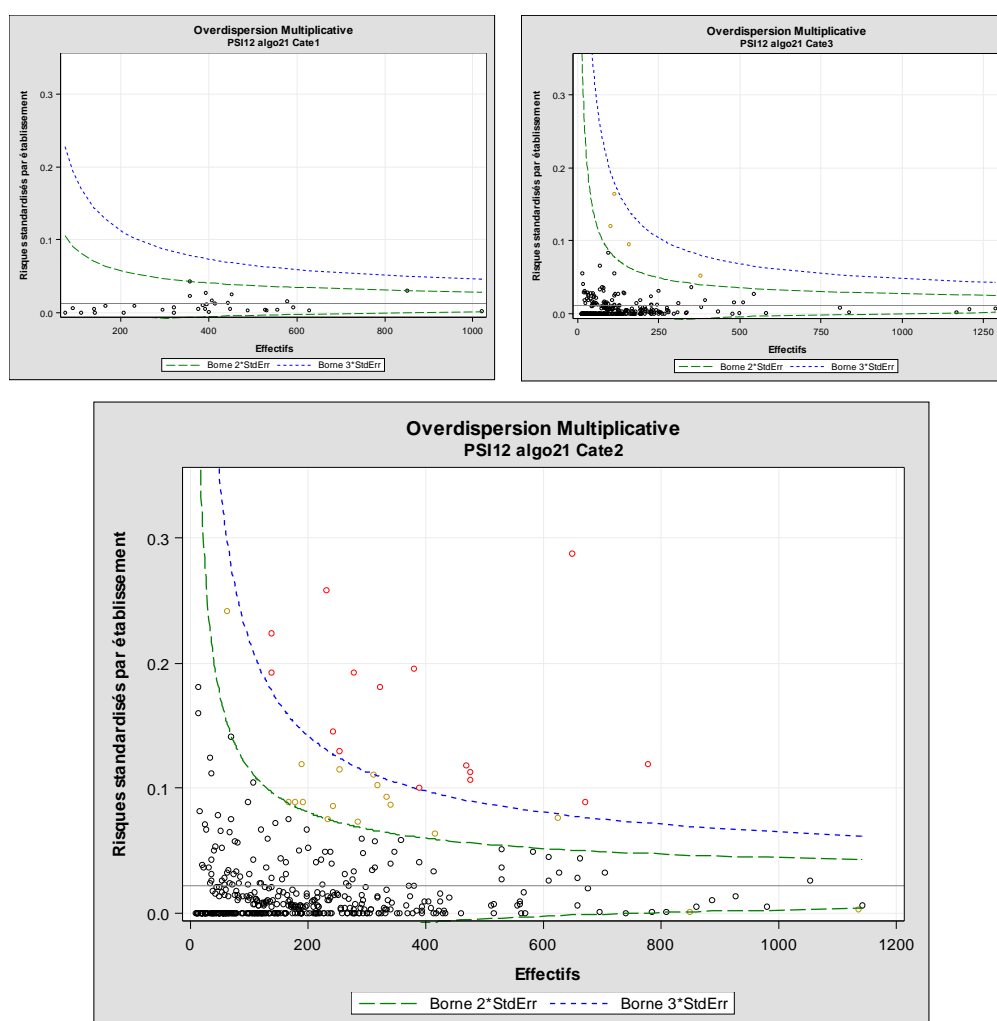 Overdispersion Multiplicative
PSI12 algo21 Cate1
Risques standardisés par établissement
0.3
0.2
0.1
0.0
200 400 600 800 1000
Effectifs
Borne 2*StdErr Borne 3*StdErr
Overdispersion Multiplicative
PSI12 algo21 Cate3
Risques standardisés par établissement
0.3
0.2
0.1
0.0
0 250 500 750 1000 1250
Effectifs
Borne 2*StdErr Borne 3*StdErr
Overdispersion Multiplicative
PSI12 algo21 Cate2
Risques standardisés par établissement
0.3
0.2
0.1
0.0
0 200 400 600 800 1000 1200
Effectifs
Borne 2*StdErr Borne 3*StdErr